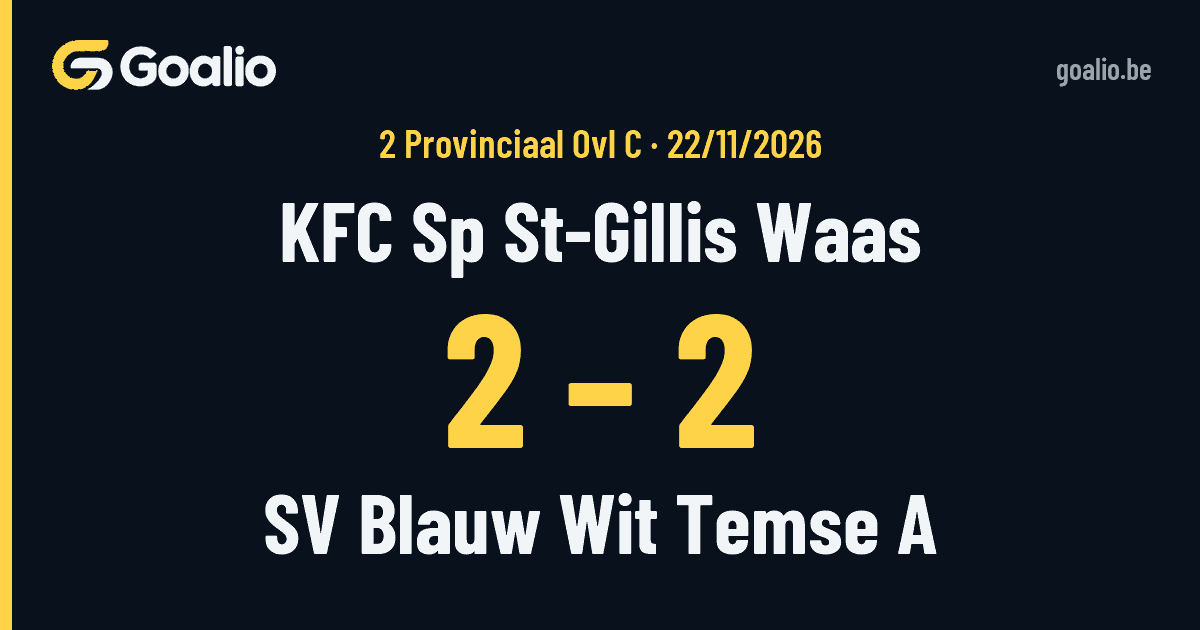 Goalio
goalio.be
2 Provinciaal Ovl C · 22/11/2026
KFC Sp St-Gillis Waas
2 - 2
SV Blauw Wit Temse A